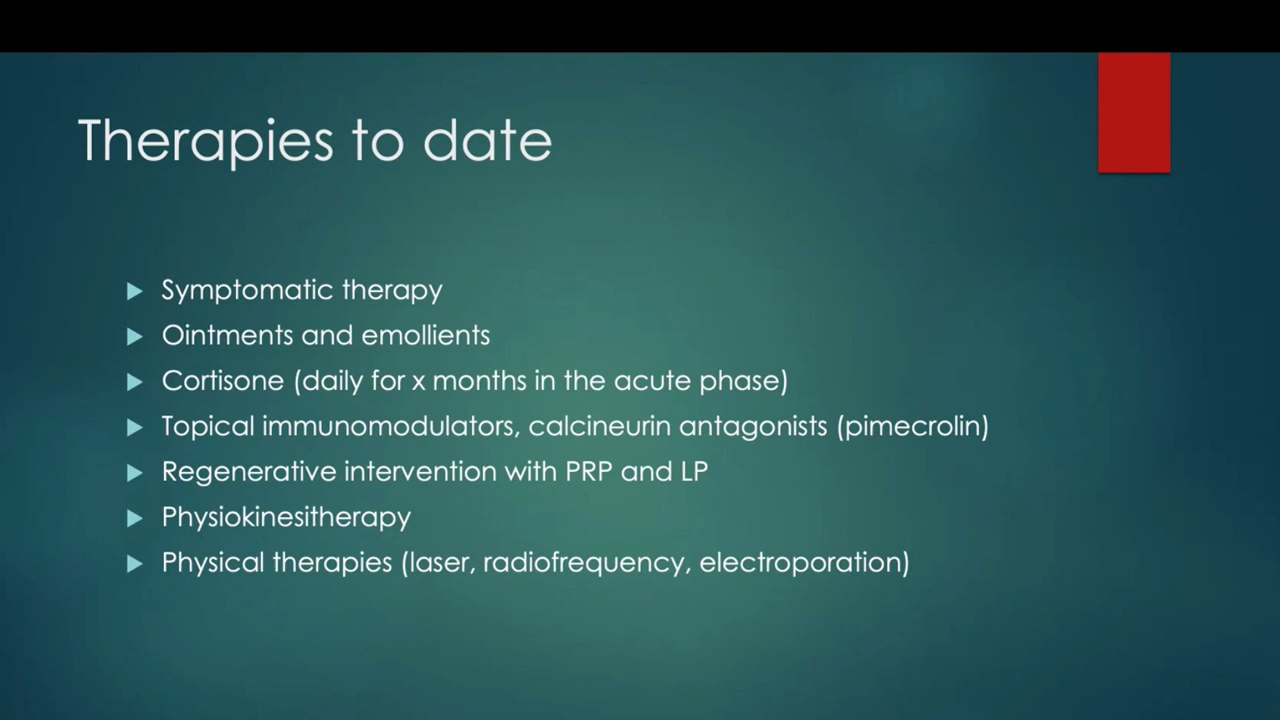 Therapies to date
Symptomatic therapy
Ointments and emollients
Cortisone (daily for x months in the acute phase)
Topical immunomodulators, calcineurin antagonists (pimecrolin)
Regenerative intervention with PRP and LP
Physiokinesitherapy
Physical therapies (laser, radiofrequency, electroporation)